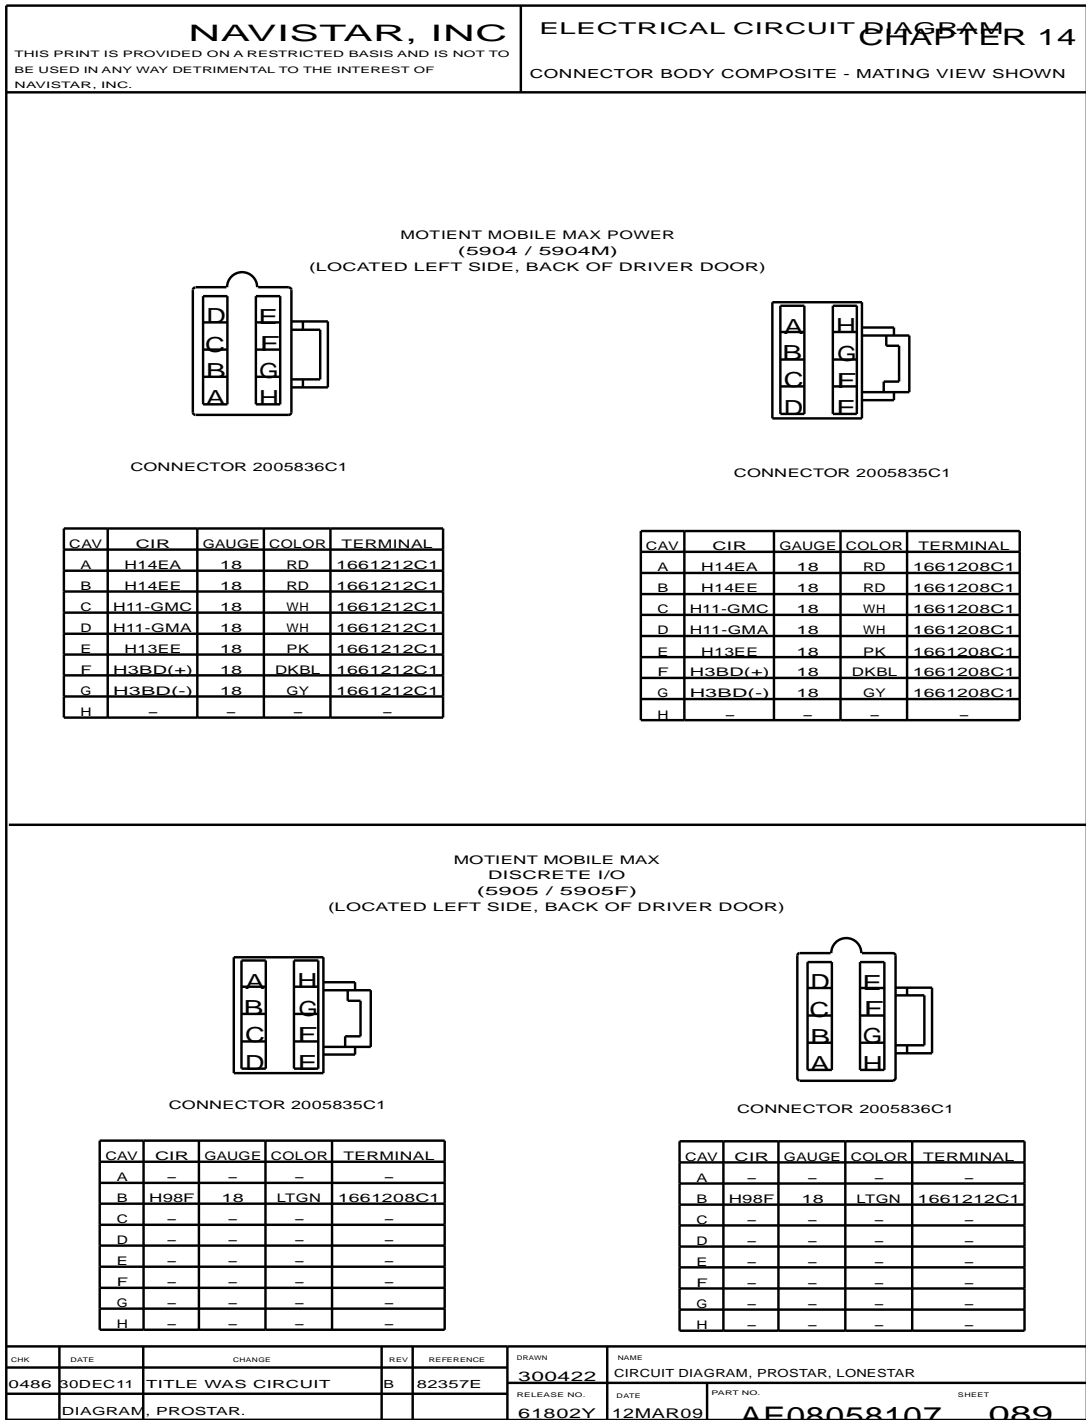 NAVISTAR, INC
THIS PRINT IS PROVIDED ON A RESTRICTED BASIS AND IS NOT TO
BE USED IN ANY WAY DETRIMENTAL TO THE INTEREST OF
NAVISTAR, INC.
ELECTRICAL CIRCUIT DIAGRAM
CHAPTER 14
CONNECTOR BODY COMPOSITE - MATING VIEW SHOWN
MOTIENT MOBILE MAX POWER
(5904 / 5904M)
(LOCATED LEFT SIDE, BACK OF DRIVER DOOR)
D E
C F
B G
A H
CONNECTOR 2005836C1
CAV CIR GAUGE COLOR TERMINAL
A H14EA 18 RD 1661212C1
B H14EE 18 RD 1661212C1
C H11-GMC 18 WH 1661212C1
D H11-GMA 18 WH 1661212C1
E H13EE 18 PK 1661212C1
F H3BD(+) 18 DKBL 1661212C1
G H3BD(-) 18 GY 1661212C1
H – – – –
A H
B G
C F
D E
CONNECTOR 2005835C1
CAV CIR GAUGE COLOR TERMINAL
A H14EA 18 RD 1661208C1
B H14EE 18 RD 1661208C1
C H11-GMC 18 WH 1661208C1
D H11-GMA 18 WH 1661208C1
E H13EE 18 PK 1661208C1
F H3BD(+) 18 DKBL 1661208C1
G H3BD(-) 18 GY 1661208C1
H – – – –
MOTIENT MOBILE MAX
DISCRETE I/O
(5905 / 5905F)
(LOCATED LEFT SIDE, BACK OF DRIVER DOOR)
A H
B G
C F
D E
CONNECTOR 2005835C1
CAV CIR GAUGE COLOR TERMINAL
A – – – –
B H98F 18 LTGN 1661208C1
C – – – –
D – – – –
E – – – –
F – – – –
G – – – –
H – – – –
D E
C F
B G
A H
CONNECTOR 2005836C1
CAV CIR GAUGE COLOR TERMINAL
A – – – –
B H98F 18 LTGN 1661212C1
C – – – –
D – – – –
E – – – –
F – – – –
G – – – –
H – – – –
CHK DATE CHANGE REV REFERENCE
0486 30DEC11 TITLE WAS CIRCUIT B 82357E
DIAGRAM, PROSTAR.
DRAWN
300422
NAME
CIRCUIT DIAGRAM, PROSTAR, LONESTAR
RELEASE NO.
61802Y
DATE
12MAR09
PART NO.
AE08058107
SHEET
089